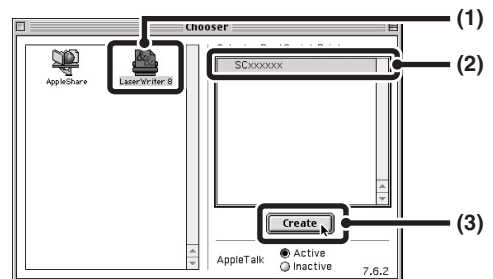 (1)
Chooser
(2)
SCxxxxxx
AppleShare
LaserWriter 8
(3)
Create
AppleTalk
Active
Inactive
7.6.2